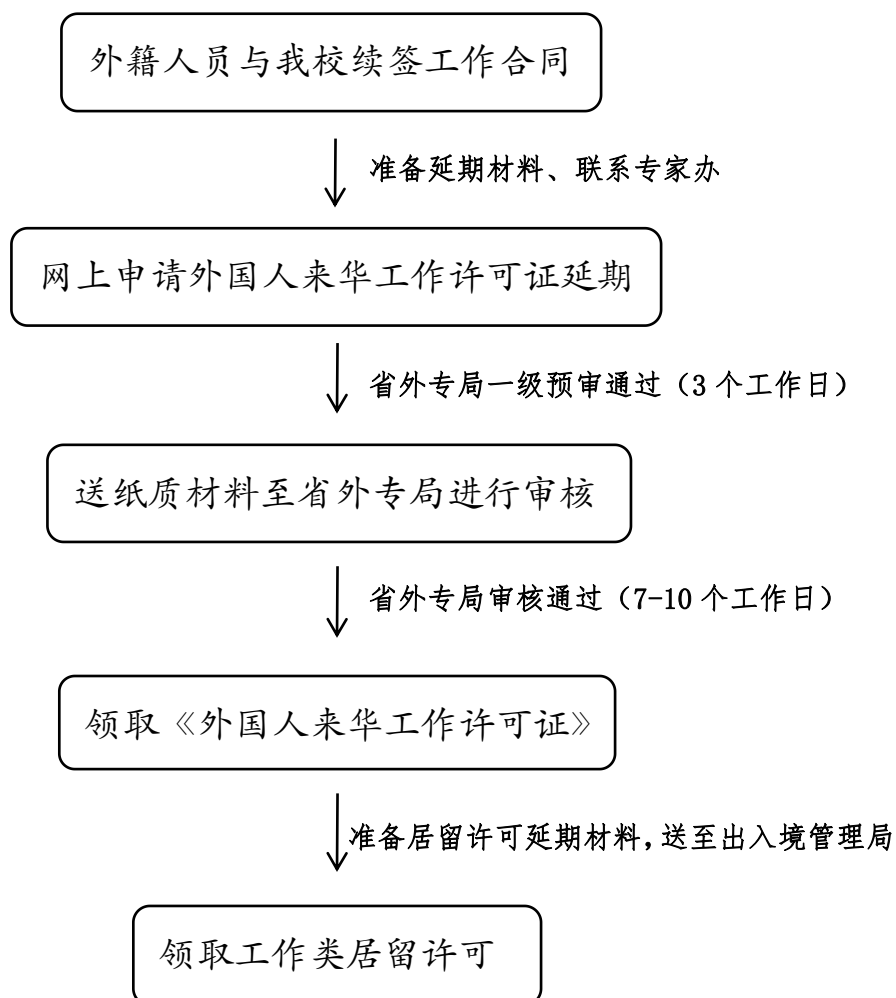 外籍人员与我校续签工作合同
准备延期材料、联系专家办
网上申请外国人来华工作许可证延期
省外专局一级预审通过（3 个工作日）
送纸质材料至省外专局进行审核
省外专局审核通过（7-10 个工作日）
领取《外国人来华工作许可证》
准备居留许可延期材料，送至出入境管理局
领取工作类居留许可